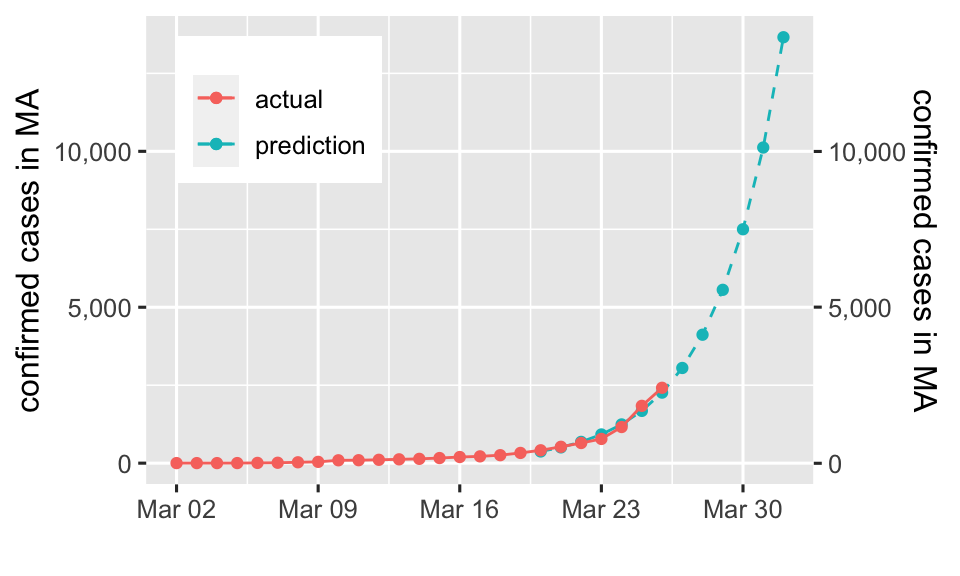 confirmed cases in MA
actual
prediction
10,000
5,000
0
10,000
5,000
0
confirmed cases in MA
Mar 02
Mar 09
Mar 16
Mar 23
Mar 30